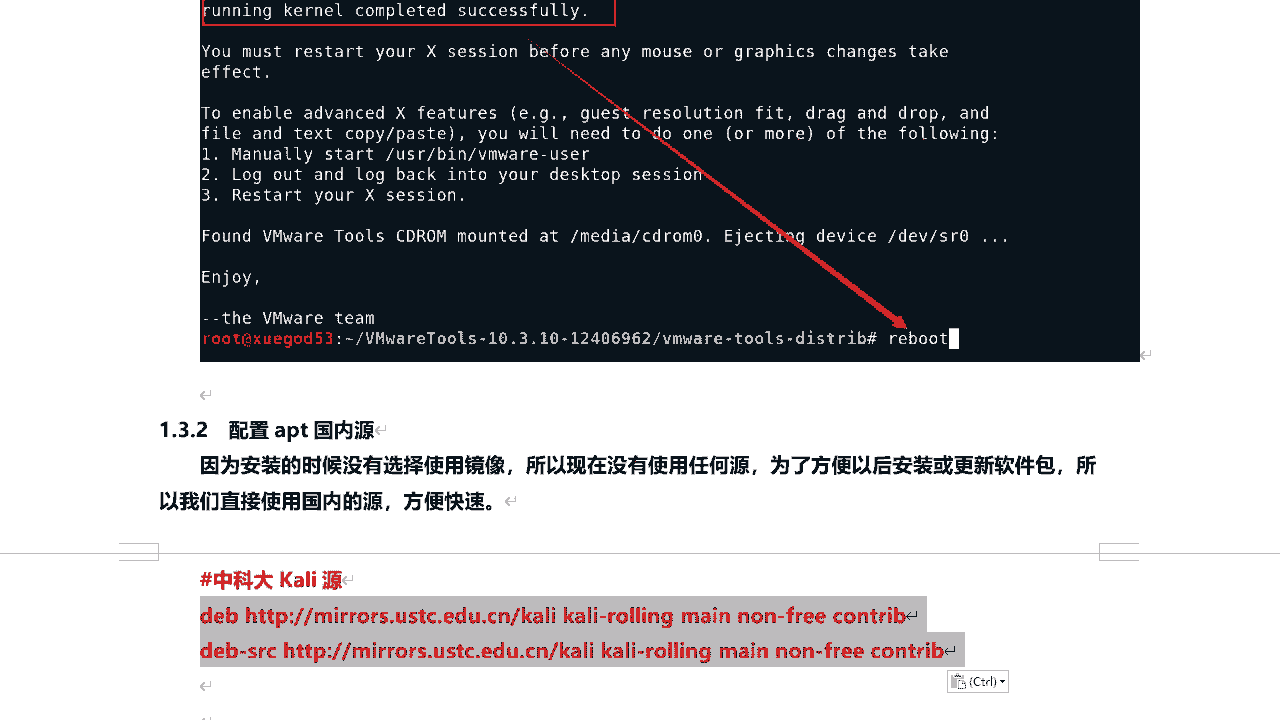 running kernel completed successfully.
You must restart your X session before any mouse or graphics changes take
effect.
To enable advanced X features (e.g., guest resolution fit, drag and drop, and
file and text copy/paste), you will need to do one (or more) of the following:
1. Manually start /usr/bin/vmware-user
2. Log out and log back into your desktop session
3. Restart your X session.
Found VMware Tools CDROM mounted at /media/cdrom0. Ejecting device /dev/sr0 ...
Enjoy,
--the VMware team
root@xuegod53:~/VMwareTools-10.3.10-12406962/vmware-tools-distrib# reboot
1.3.2 配置 apt 国内源
因为安装的时候没有选择使用镜像，所以现在没有使用任何源，为了方便以后安装或更新软件包，所
以我们直接使用国内的源，方便快速。
#中科大 Kali 源
deb http://mirrors.ustc.edu.cn/kali kali-rolling main non-free contrib
deb-src http://mirrors.ustc.edu.cn/kali kali-rolling main non-free contrib
(Ctrl)